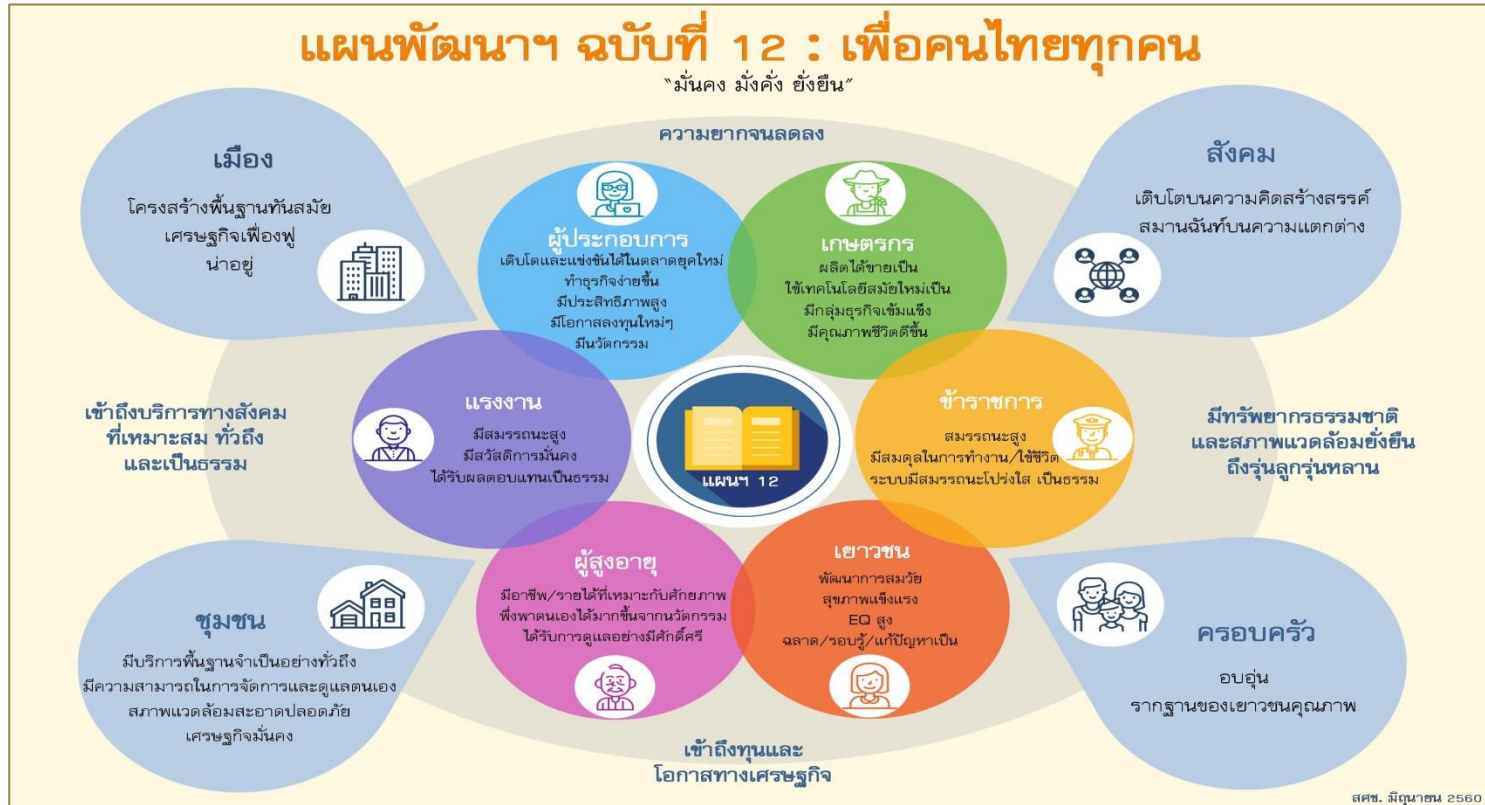 แผนพัฒนาฯ ฉบับที่ 12 : เพื่อคนไทยทุกคน
“มั่นคง มั่งคั่ง ยั่งยืน”
ความยากจนลดลง
เมือง
โครงสร้างพื้นฐานทันสมัย
เศรษฐกิจเฟื่องฟู
น่าอยู่
ผู้ประกอบการ
เติบโตและแข่งขันได้ในตลาดยุคใหม่
ทำธุรกิจง่ายขึ้น
มีประสิทธิภาพสูง
มีโอกาสลงทุนใหม่ๆ
มีนวัตกรรม
เกษตรกร
ผลิตได้ขายเป็น
ใช้เทคโนโลยีสมัยใหม่เป็น
มีกลุ่มธุรกิจเข้มแข็ง
มีคุณภาพชีวิตดีขึ้น
สังคม
เติบโตบนความคิดสร้างสรรค์
สมานฉันท์บนความแตกต่าง
เข้าถึงบริการทางสังคม
ที่เหมาะสม ทั่วถึง
และเป็นธรรม
แรงงาน
มีสมรรถนะสูง
มีสวัสดิการมั่นคง
ได้รับผลตอบแทนเป็นธรรม
แผนฯ 12
ข้าราชการ
สมรรถนะสูง
มีสมดุลในการทำงาน/ใช้ชีวิต
ระบบมีสมรรถนะโปร่งใส เป็นธรรม
มีทรัพยากรธรรมชาติ
และสภาพแวดล้อมยั่งยืน
ถึงรุ่นลูกรุ่นหลาน
ชุมชน
มีบริการพื้นฐานจำเป็นอย่างทั่วถึง
มีความสามารถในการจัดการและดูแลตนเอง
สภาพแวดล้อมสะอาดปลอดภัย
เศรษฐกิจมั่นคง
ผู้สูงอายุ
มีอาชีพ/รายได้ที่เหมาะกับศักยภาพ
พึ่งพาตนเองได้มากขึ้นจากนวัตกรรม
ได้รับการดูแลอย่างมีศักดิ์ศรี
เยาวชน
พัฒนาการสมวัย
สุขภาพแข็งแรง
EQ สูง
ฉลาด/รอบรู้/แก้ปัญหาเป็น
ครอบครัว
อบอุ่น
รากฐานของเยาวชนคุณภาพ
เข้าถึงทุนและ
โอกาสทางเศรษฐกิจ
สศช. มิถุนายน 2560